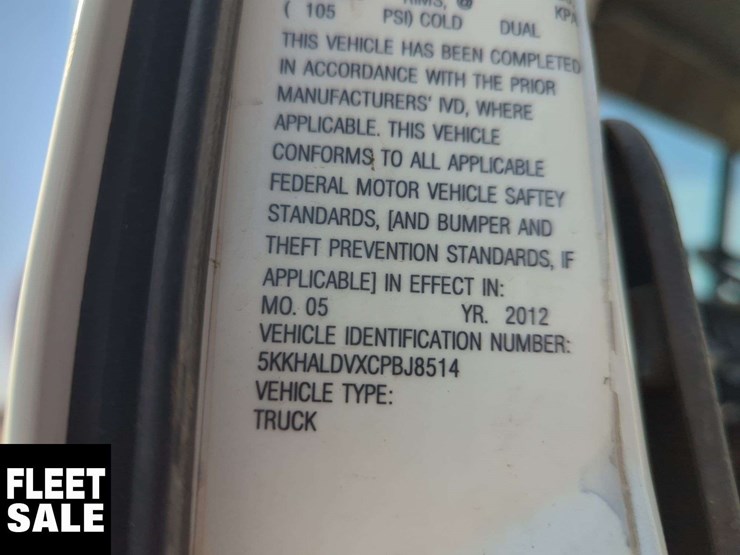 RIMS, @
( 105 PSI) COLD DUAL KPA
THIS VEHICLE HAS BEEN COMPLETED
IN ACCORDANCE WITH THE PRIOR
MANUFACTURERS' IVD, WHERE
APPLICABLE. THIS VEHICLE
CONFORMS TO ALL APPLICABLE
FEDERAL MOTOR VEHICLE SAFTEY
STANDARDS, [AND BUMPER AND
THEFT PREVENTION STANDARDS, IF
APPLICABLE] IN EFFECT IN:
MO. 05 YR. 2012
VEHICLE IDENTIFICATION NUMBER:
5KKHALDVXCPBJ8514
VEHICLE TYPE:
TRUCK
FLEET
SALE